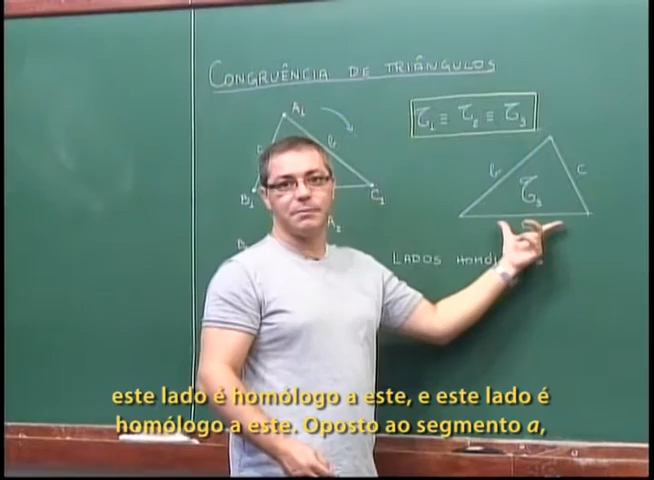 CONGRUÊNCIA DE TRIÂNGULOS
A₁
τ₁ ≡ τ₂ ≡ τ₃
c b
b c
B₁ C₁
τ₃
A₂
B
LADOS
este lado é homólogo a este, e este lado é
homólogo a este. Oposto ao segmento a,